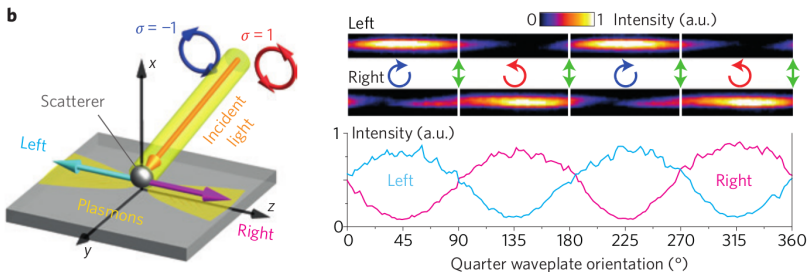 b
σ = −1
σ = 1
x
Scatterer
Incident
light
Left
Plasmons
z
Right
y
Left
0 1 Intensity (a.u.)
Right
1
Intensity (a.u.)
Left
Right
0
0 45 90 135 180 225 270 315 360
Quarter waveplate orientation (°)